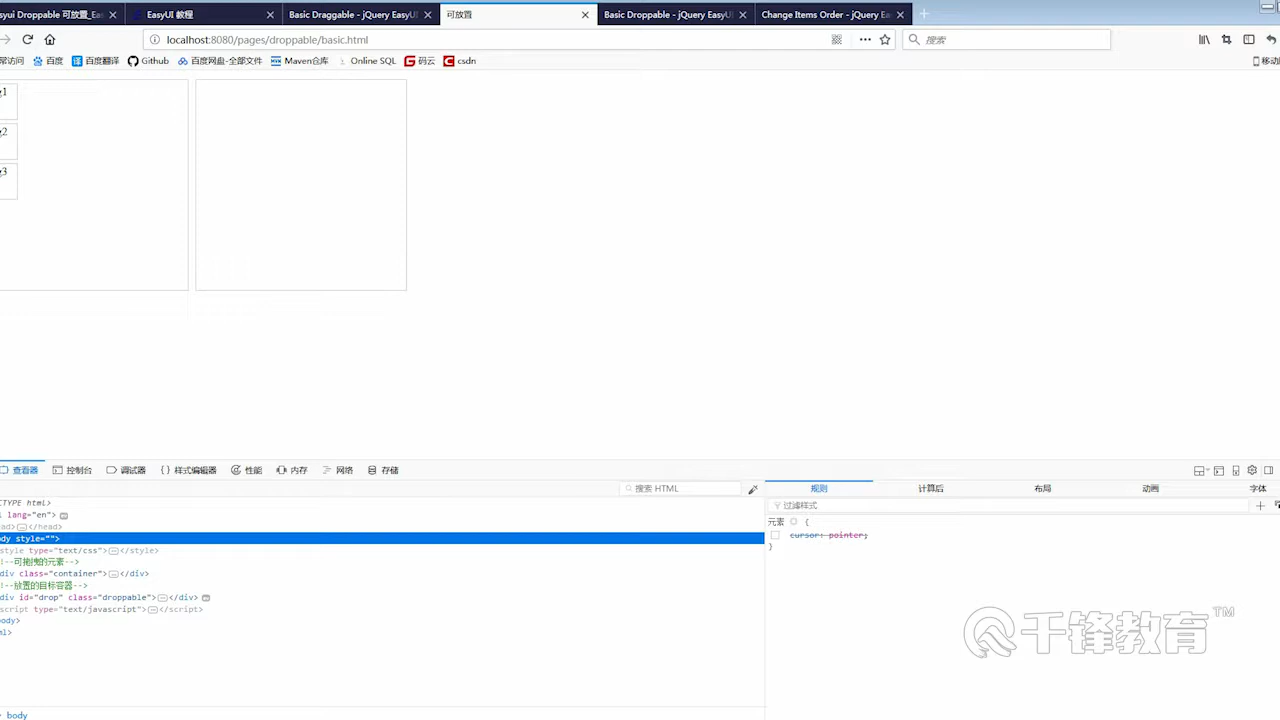 syui Droppable 可放置_Eas
EasyUI 教程
Basic Draggable - jQuery EasyUI
可放置
Basic Droppable - jQuery EasyUI
Change Items Order - jQuery Ea
localhost:8080/pages/droppable/basic.html
搜索
常访问 百度 百度翻译 Github 百度网盘-全部文件 Maven仓库 Online SQL 码云 csdn 移动
g1
g2
g3
查看器 控制台 调试器 样式编辑器 性能 内存 网络 存储
搜索 HTML
规则 计算后 布局 动画 字体
过滤样式
CTYPE html>
l lang="en">
ead></head>
ody style="">
style type="text/css"></style>
!--可拖拽的元素-->
div class="container"></div>
!--放置的目标容器-->
div id="drop" class="droppable"></div>
script type="text/javascript"></script>
body>
ml>
元素 {
cursor: pointer;
}
千锋教育™
body